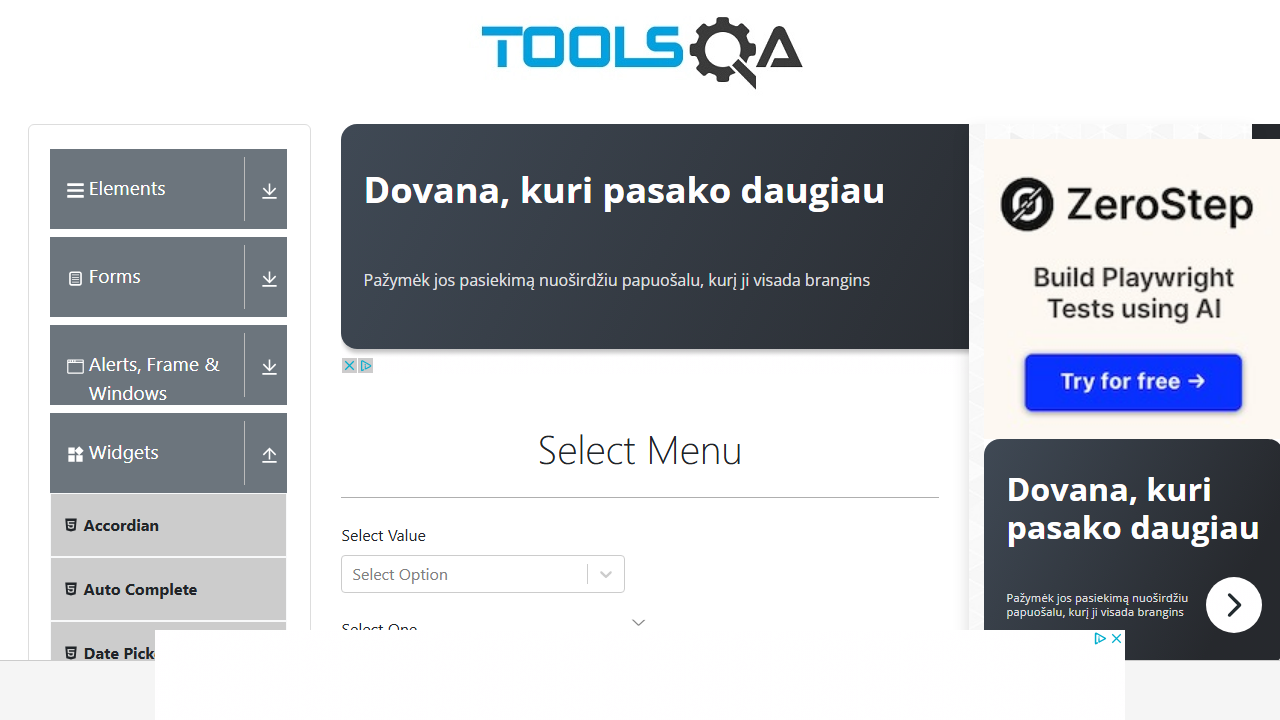 TOOLSQA
Elements
Forms
Alerts, Frame &
Windows
Widgets
Accordian
Auto Complete
Date Pick
Dovana, kuri pasako daugiau
Pažymėk jos pasiekimą nuoširdžiu papuošalu, kurį ji visada brangins
Select Menu
Select Value
Select Option
Select One
ZeroStep
Build Playwright
Tests using AI
Try for free →
Dovana, kuri
pasako daugiau
Pažymėk jos pasiekimą nuoširdžiu
papuošalu, kurį ji visada brangins